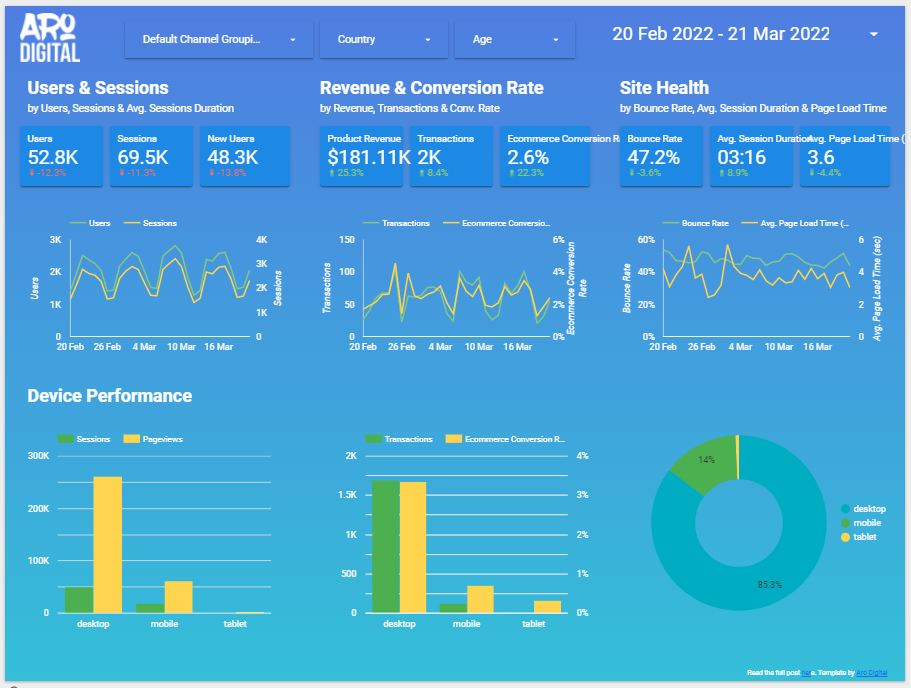 ARO
DIGITAL
Default Channel Groupi...
Country
Age
20 Feb 2022 - 21 Mar 2022
Users & Sessions
by Users, Sessions & Avg. Sessions Duration
Revenue & Conversion Rate
by Revenue, Transactions & Conv. Rate
Site Health
by Bounce Rate, Avg. Session Duration & Page Load Time
Users
52.8K
-12.3%
Sessions
69.5K
-11.3%
New Users
48.3K
-13.8%
Product Revenue
$181.11K
25.3%
Transactions
2K
8.4%
Ecommerce Conversion R
2.6%
22.3%
Bounce Rate
47.2%
-3.6%
Avg. Session Duration
03:16
8.9%
Avg. Page Load Time (
3.6
-4.4%
Users
Sessions
3K
2K
1K
0
Users
4K
3K
2K
1K
0
Sessions
20 Feb 26 Feb 4 Mar 10 Mar 16 Mar
Transactions
Ecommerce Conversio...
150
100
50
0
Transactions
6%
4%
2%
0%
Ecommerce Conversion
Rate
20 Feb 26 Feb 4 Mar 10 Mar 16 Mar
Bounce Rate
Avg. Page Load Time (...
60%
40%
20%
0%
Bounce Rate
6
4
2
0
Avg. Page Load Time (sec)
20 Feb 26 Feb 4 Mar 10 Mar 16 Mar
Device Performance
Sessions
Pageviews
300K
200K
100K
0
desktop mobile tablet
Transactions
Ecommerce Conversion R...
2K
1.5K
1K
500
0
4%
3%
2%
1%
0%
desktop mobile tablet
14%
85.3%
desktop
mobile
tablet
Read the full post here. Template by Aro Digital